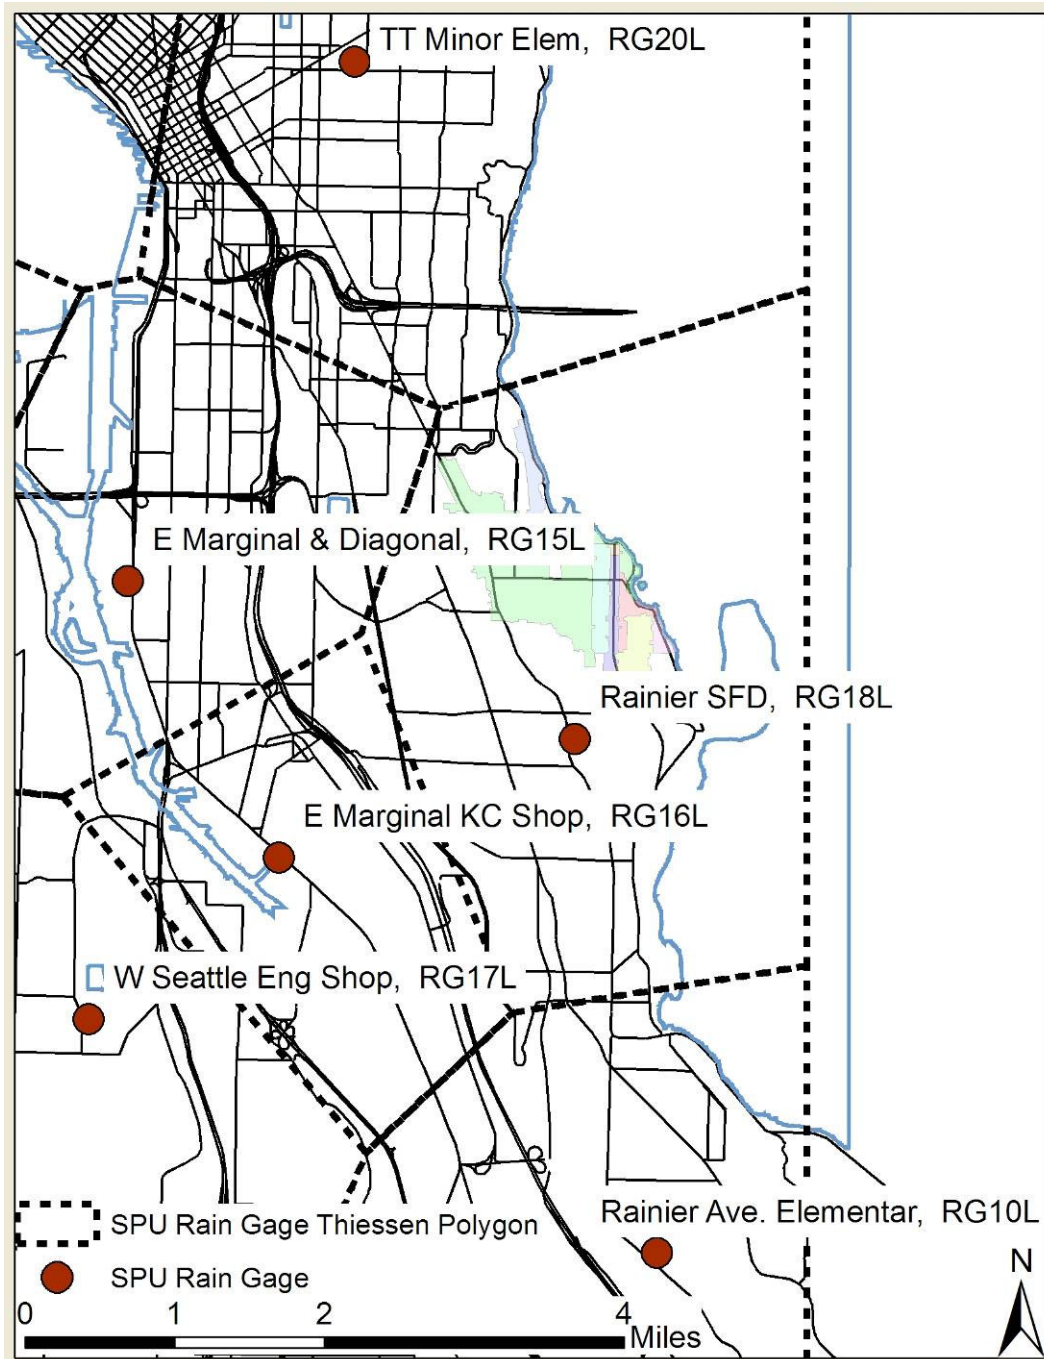 TT Minor Elem, RG20L
E Marginal & Diagonal, RG15L
Rainier SFD, RG18L
E Marginal KC Shop, RG16L
W Seattle Eng Shop, RG17L
Rainier Ave. Elementar, RG10L
SPU Rain Gage Thiessen Polygon
SPU Rain Gage
N
0 1 2 4
Miles